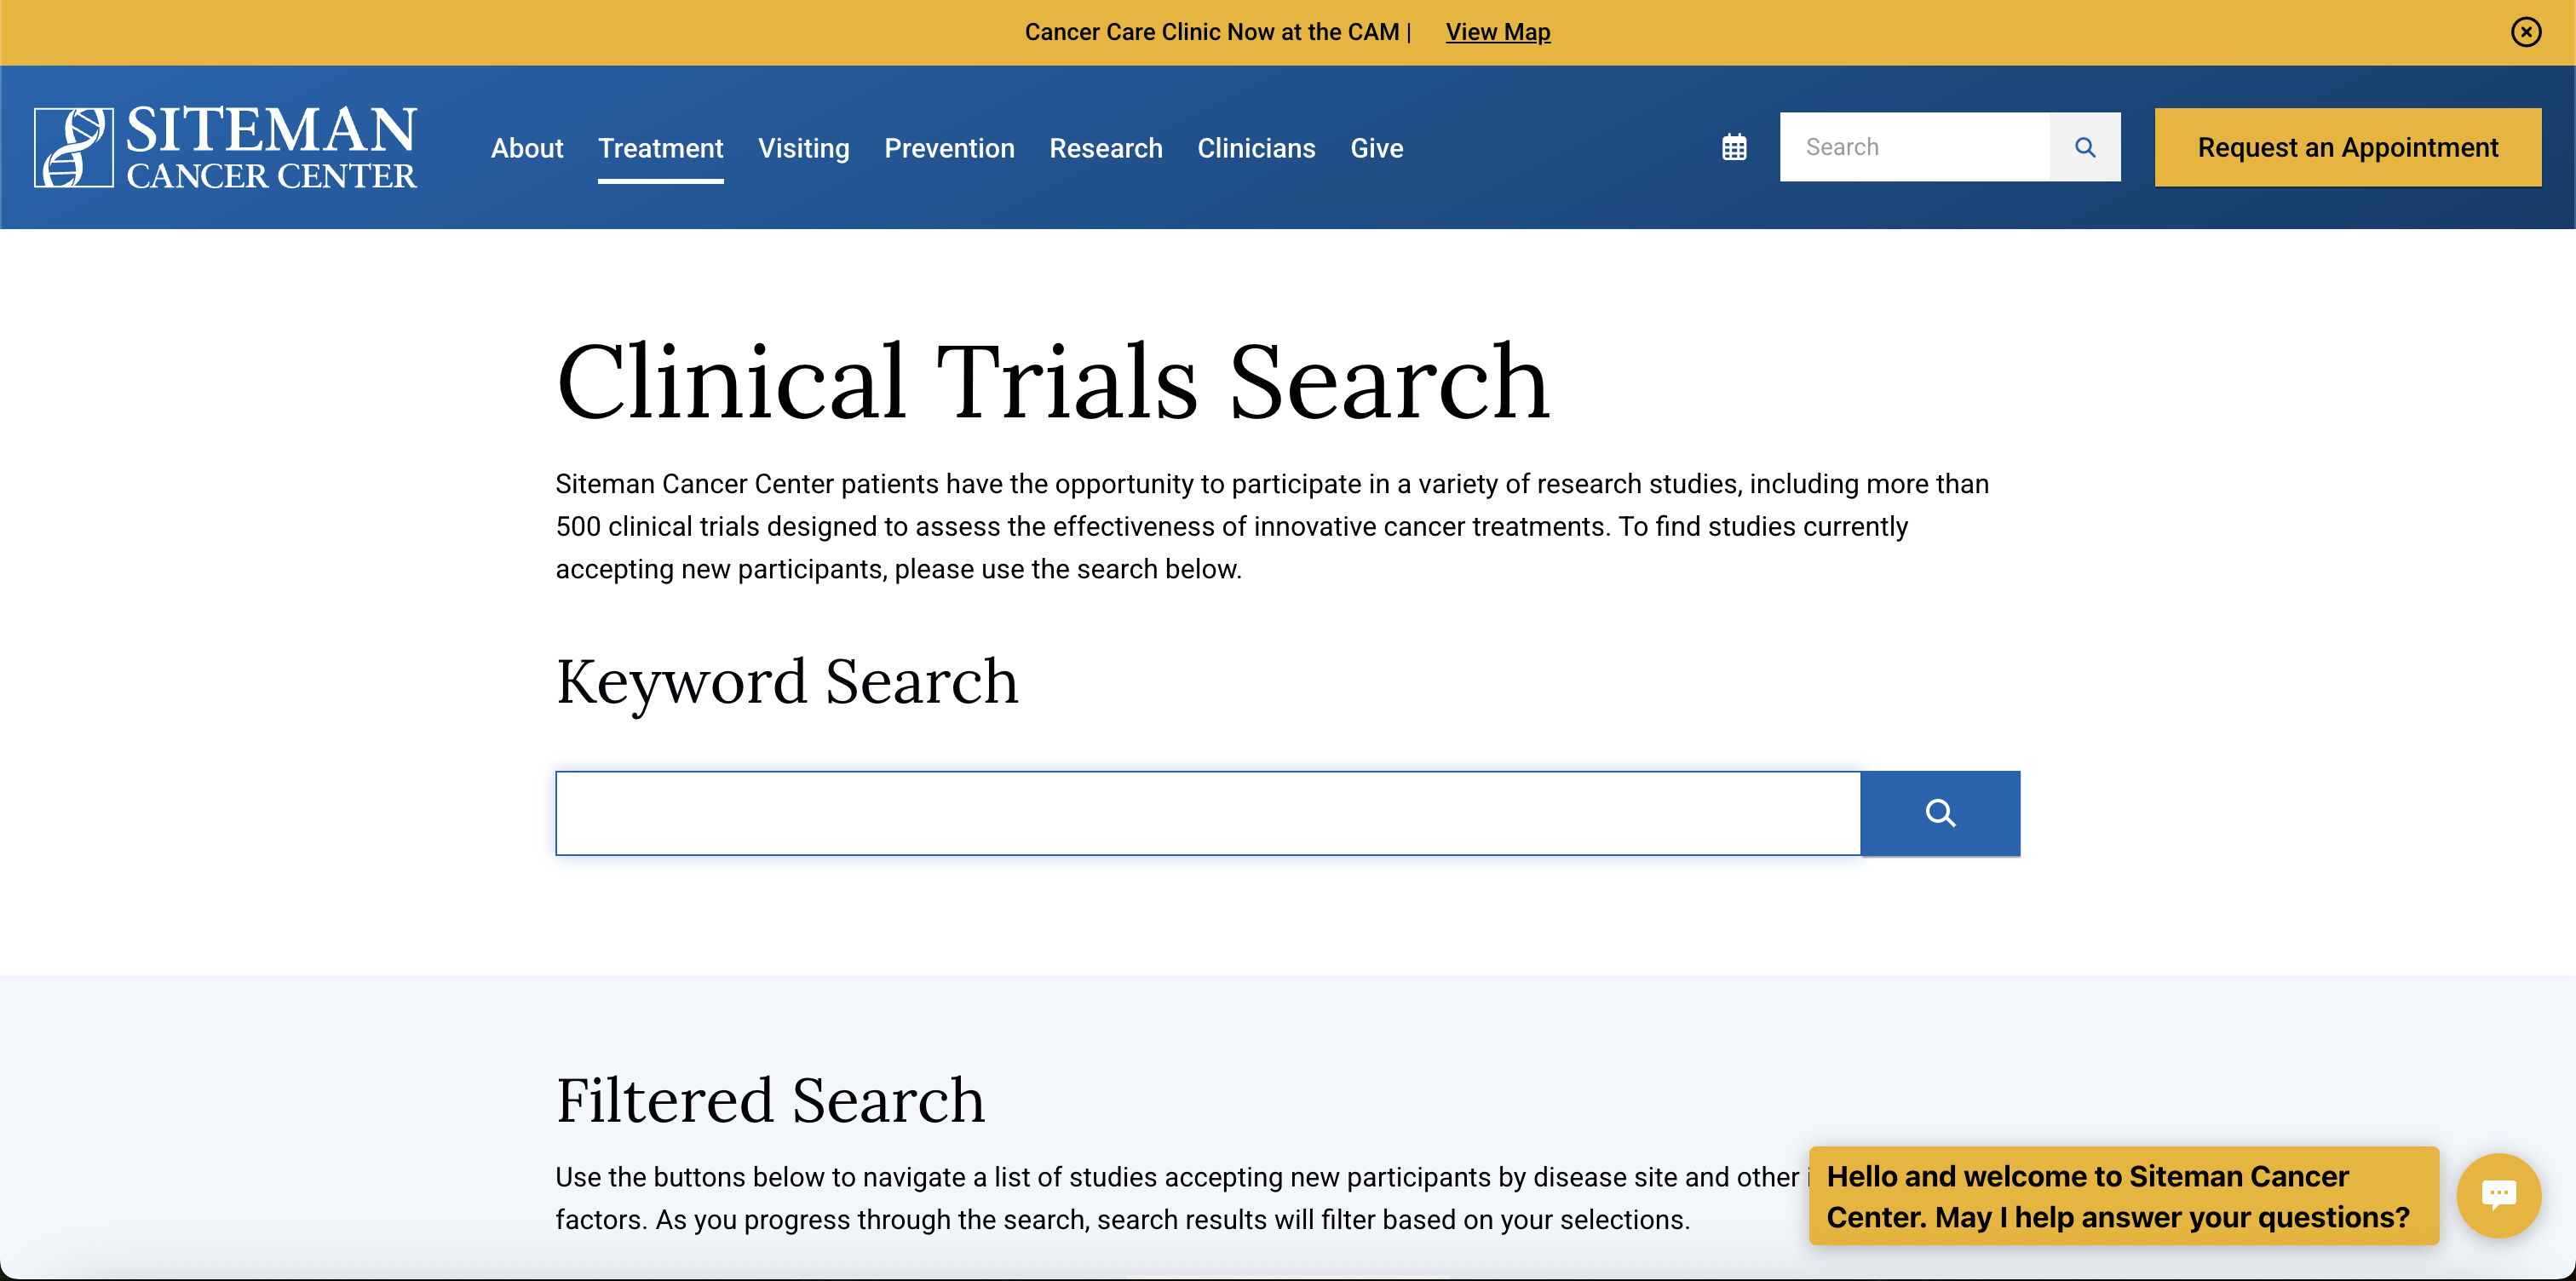 Cancer Care Clinic Now at the CAM | View Map
SITEMAN
CANCER CENTER
About Treatment Visiting Prevention Research Clinicians Give
Search
Request an Appointment
Clinical Trials Search
Siteman Cancer Center patients have the opportunity to participate in a variety of research studies, including more than
500 clinical trials designed to assess the effectiveness of innovative cancer treatments. To find studies currently
accepting new participants, please use the search below.
Keyword Search
Filtered Search
Use the buttons below to navigate a list of studies accepting new participants by disease site and other
factors. As you progress through the search, search results will filter based on your selections.
Hello and welcome to Siteman Cancer
Center. May I help answer your questions?